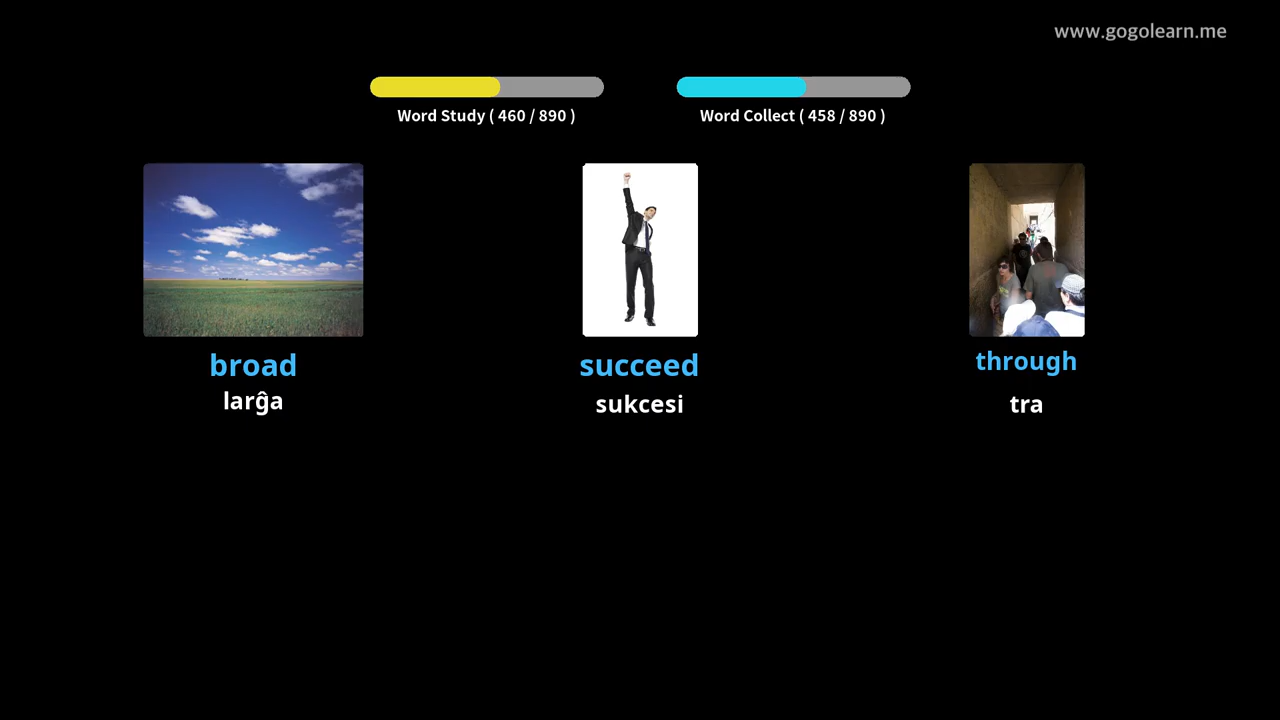 www.gogolearn.me
Word Study ( 460 / 890 )
Word Collect ( 458 / 890 )
broad
larĝa
succeed
sukcesi
through
tra